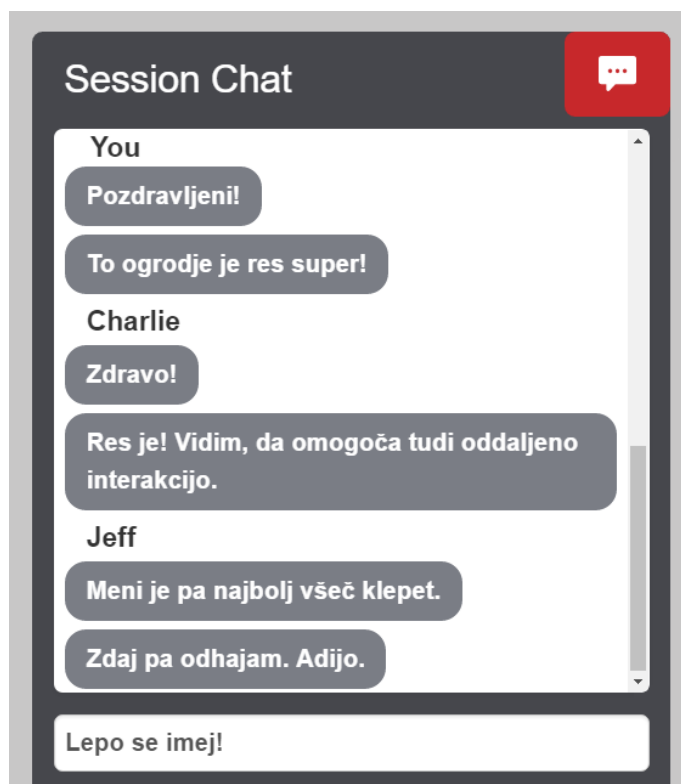 Session Chat
You
Pozdravljeni!
To ogrodje je res super!
Charlie
Zdravo!
Res je! Vidim, da omogoča tudi oddaljeno
interakcijo.
Jeff
Meni je pa najbolj všeč klepet.
Zdaj pa odhajam. Adijo.
Lepo se imej!